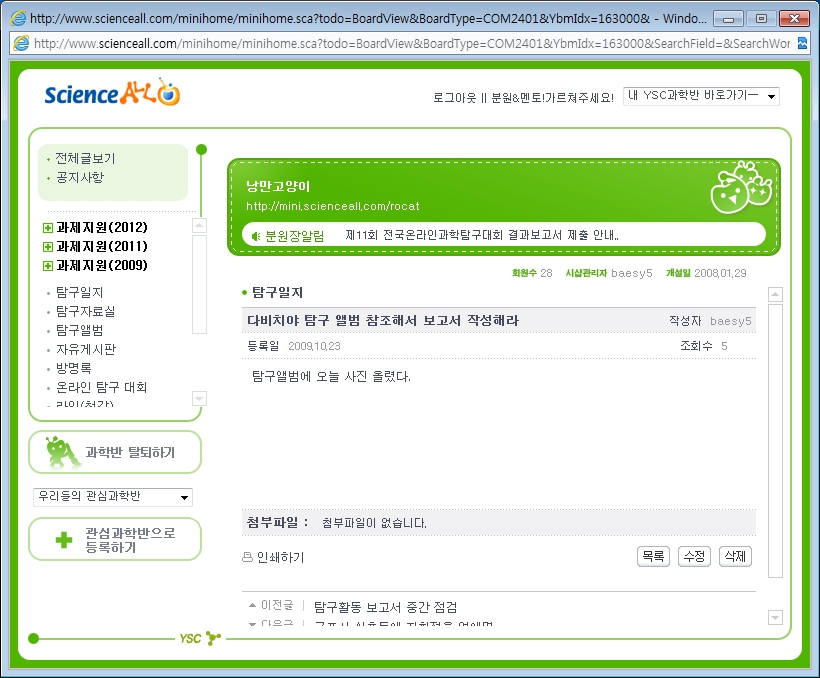 http://www.scienceall.com/minihome/minihome.sca?todo=BoardView&BoardType=COM2401&YbmIdx=163000& - Windo...
http://www.scienceall.com/minihome/minihome.sca?todo=BoardView&BoardType=COM2401&YbmIdx=163000&SearchField=&SearchWor
Science
로그아웃 || 분원&멘토!가르쳐주세요!
내 YSC과학반 바로가기ㅡ
전체글보기
공지사항
과제지원(2012)
과제지원(2011)
과제지원(2009)
탐구일지
탐구자료실
탐구앨범
자유게시판
방명록
온라인 탐구 대회
과학반 탈퇴하기
우리들의 관심과학반
관심과학반으로
등록하기
낭만고양이
http://mini.scienceall.com/rocat
분원장알림 제11회 전국온라인과학탐구대회 결과보고서 제출 안내..
회원수 28 시샵관리자 baesy5 개설일 2008.01.29
탐구일지
다비치야 탐구 앨범 참조해서 보고서 작성해라 작성자 baesy5
등록일 2009.10.23 조회수 5
탐구앨범에 오늘 사진 올렸다.
첨부파일 : 첨부파일이 없습니다.
인쇄하기
목록 수정 삭제
이전글 탐구활동 보고서 중간 점검
다음글
YSC